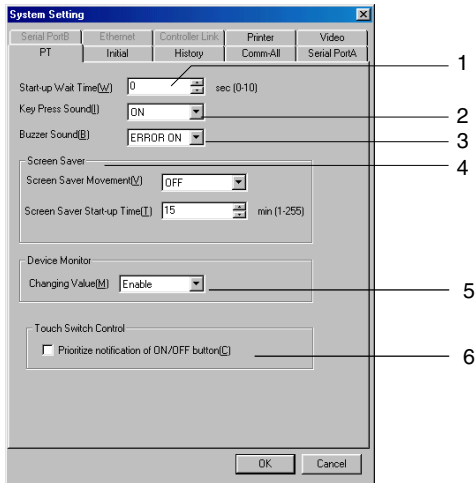 System Setting
Serial PortB Ethernet Controller Link Printer Video
PT Initial History Comm-All Serial PortA
Start-up Wait Time(W) 0 sec (0-10) 1
Key Press Sound(I) ON 2
Buzzer Sound(B) ERROR ON 3
Screen Saver 4
Screen Saver Movement(V) OFF
Screen Saver Start-up Time(T) 15 min (1-255)
Device Monitor
Changing Value(M) Enable 5
Touch Switch Control
Prioritize notification of ON/OFF button(C) 6
OK Cancel